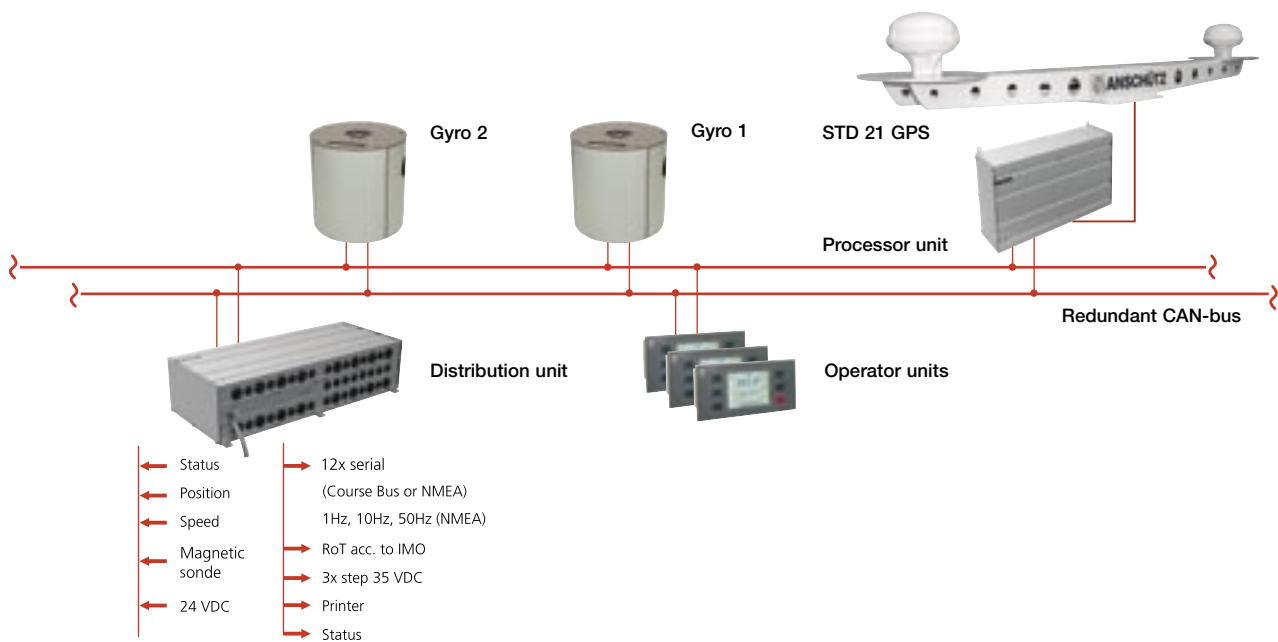 ANSCHÜTZ
Gyro 2
Gyro 1
STD 21 GPS
Processor unit
Redundant CAN-bus
Distribution unit
Operator units
Status
Position
Speed
Magnetic
sonde
24 VDC
12x serial
(Course Bus or NMEA)
1Hz, 10Hz, 50Hz (NMEA)
RoT acc. to IMO
3x step 35 VDC
Printer
Status